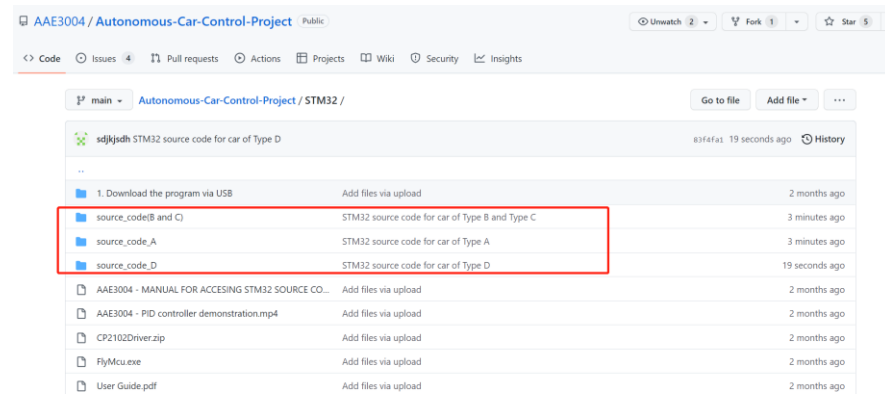 AAE3004 / Autonomous-Car-Control-Project Public Unwatch 2 Fork 1 Star 5
Code Issues 4 Pull requests Actions Projects Wiki Security Insights
main Autonomous-Car-Control-Project / STM32 / Go to file Add file ...
sdjkjsdh STM32 source code for car of Type D 03f4fa1 19 seconds ago History
..
1. Download the program via USB Add files via upload 2 months ago
source_code(B and C) STM32 source code for car of Type B and Type C 3 minutes ago
source_code_A STM32 source code for car of Type A 3 minutes ago
source_code_D STM32 source code for car of Type D 19 seconds ago
AAE3004 - MANUAL FOR ACCESING STM32 SOURCE CO... Add files via upload 2 months ago
AAE3004 - PID controller demonstration.mp4 Add files via upload 2 months ago
CP2102Driver.zip Add files via upload 2 months ago
FlyMcu.exe Add files via upload 2 months ago
User Guide.pdf Add files via upload 2 months ago